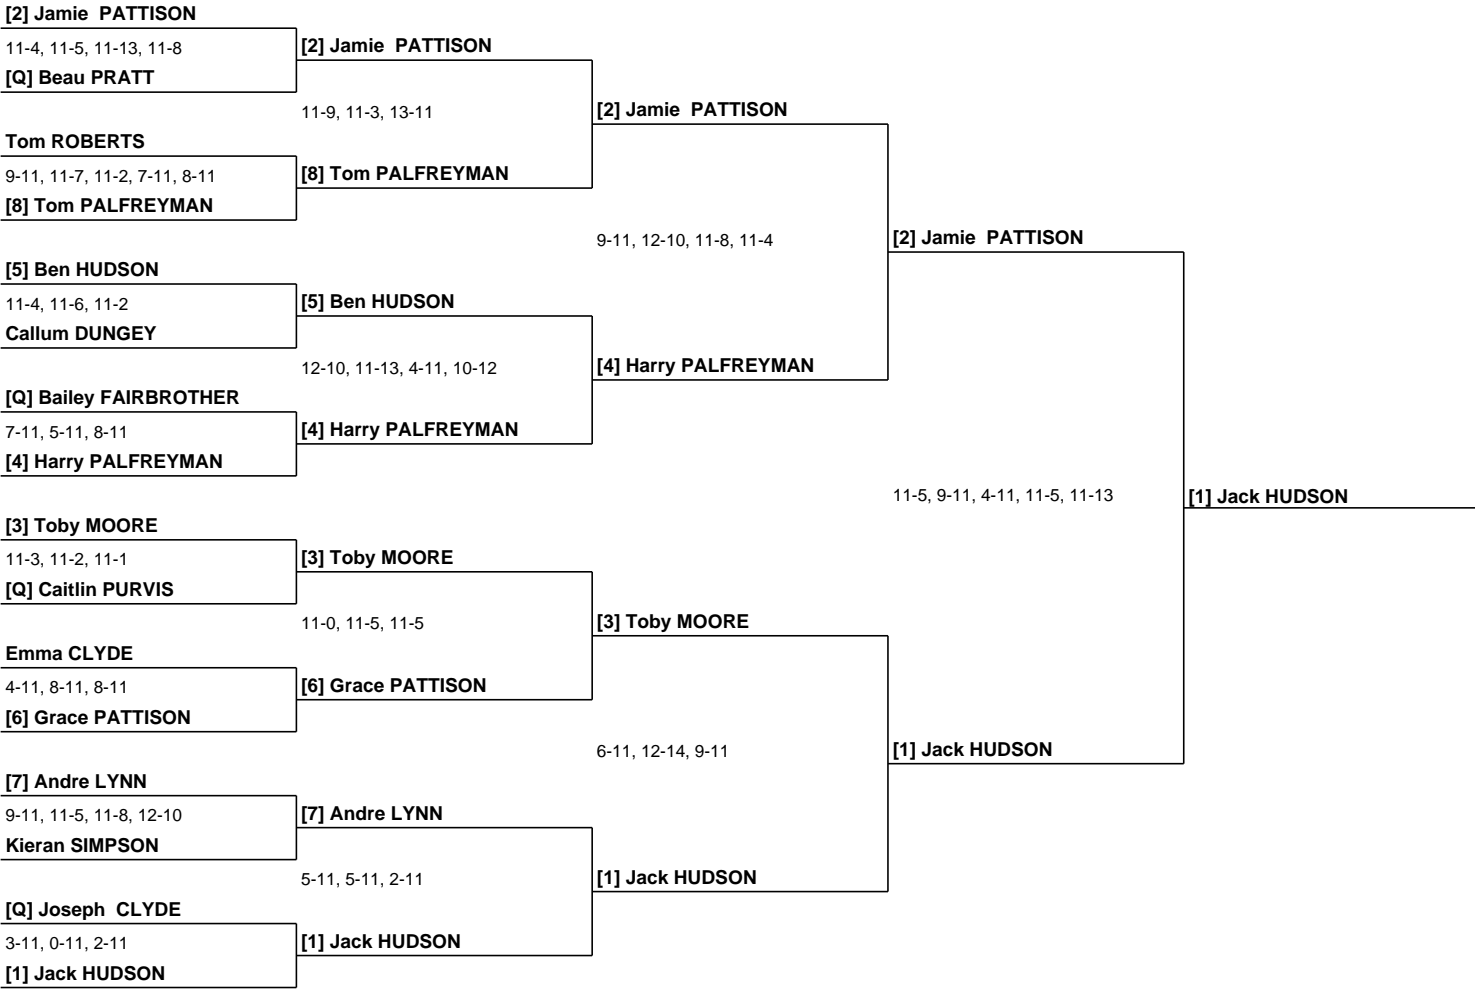 [2] Jamie  PATTISON
11-4, 11-5, 11-13, 11-8
[Q] Beau PRATT
Tom ROBERTS
9-11, 11-7, 11-2, 7-11, 8-11
[8] Tom PALFREYMAN
[5] Ben HUDSON
11-4, 11-6, 11-2
Callum DUNGEY
[Q] Bailey FAIRBROTHER
7-11, 5-11, 8-11
[4] Harry PALFREYMAN
[3] Toby MOORE
11-3, 11-2, 11-1
[Q] Caitlin PURVIS
Emma CLYDE
4-11, 8-11, 8-11
[6] Grace PATTISON
[7] Andre LYNN
9-11, 11-5, 11-8, 12-10
Kieran SIMPSON
[Q] Joseph  CLYDE
3-11, 0-11, 2-11
[1] Jack HUDSON
[2] Jamie  PATTISON
11-9, 11-3, 13-11
[8] Tom PALFREYMAN
[5] Ben HUDSON
12-10, 11-13, 4-11, 10-12
[4] Harry PALFREYMAN
[3] Toby MOORE
11-0, 11-5, 11-5
[6] Grace PATTISON
[7] Andre LYNN
5-11, 5-11, 2-11
[1] Jack HUDSON
[2] Jamie  PATTISON
9-11, 12-10, 11-8, 11-4
[4] Harry PALFREYMAN
[3] Toby MOORE
6-11, 12-14, 9-11
[1] Jack HUDSON
[2] Jamie  PATTISON
11-5, 9-11, 4-11, 11-5, 11-13
[1] Jack HUDSON
[1] Jack HUDSON